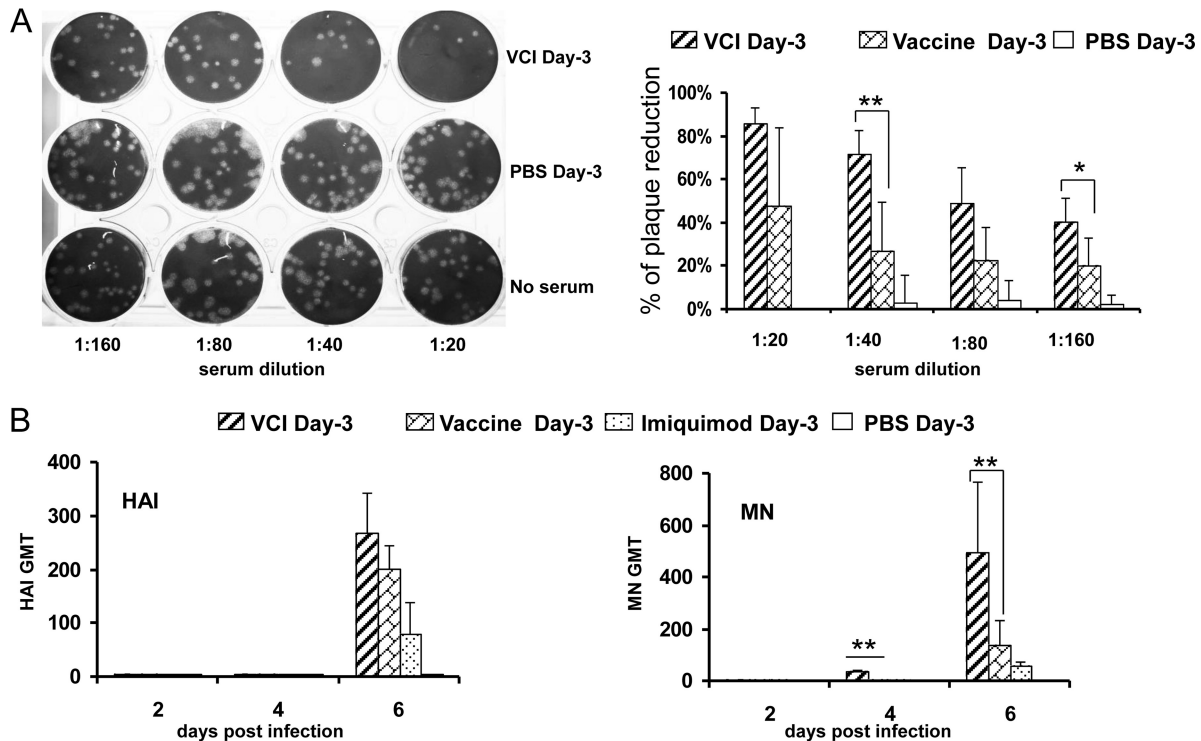 A
VCI Day-3
PBS Day-3
No serum
1:160 1:80 1:40 1:20
serum dilution
VCI Day-3 Vaccine Day-3 PBS Day-3
% of plaque reduction
100%
80%
60%
40%
20%
0%
**
*
1:20 1:40 1:80 1:160
serum dilution
B
VCI Day-3 Vaccine Day-3 Imiquimod Day-3 PBS Day-3
HAI GMT
400
300
200
100
0
HAI
2 4 6
days post infection
MN GMT
800
600
400
200
0
MN
**
**
2 4 6
days post infection